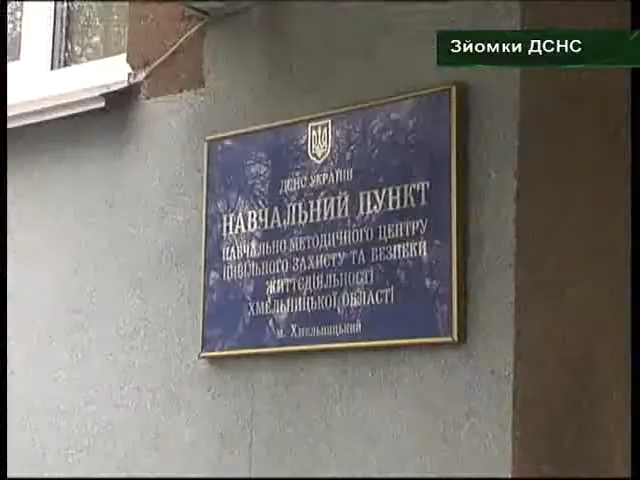 Зйомки ДСНС
ДСНС УКРАЇНИ
НАВЧАЛЬНИЙ ПУНКТ
НАВЧАЛЬНО-МЕТОДИЧНОГО ЦЕНТРУ
ЦИВІЛЬНОГО ЗАХИСТУ ТА БЕЗПЕКИ
ЖИТТЄДІЯЛЬНОСТІ
ХМЕЛЬНИЦЬКОЇ ОБЛАСТІ
м. Хмельницький